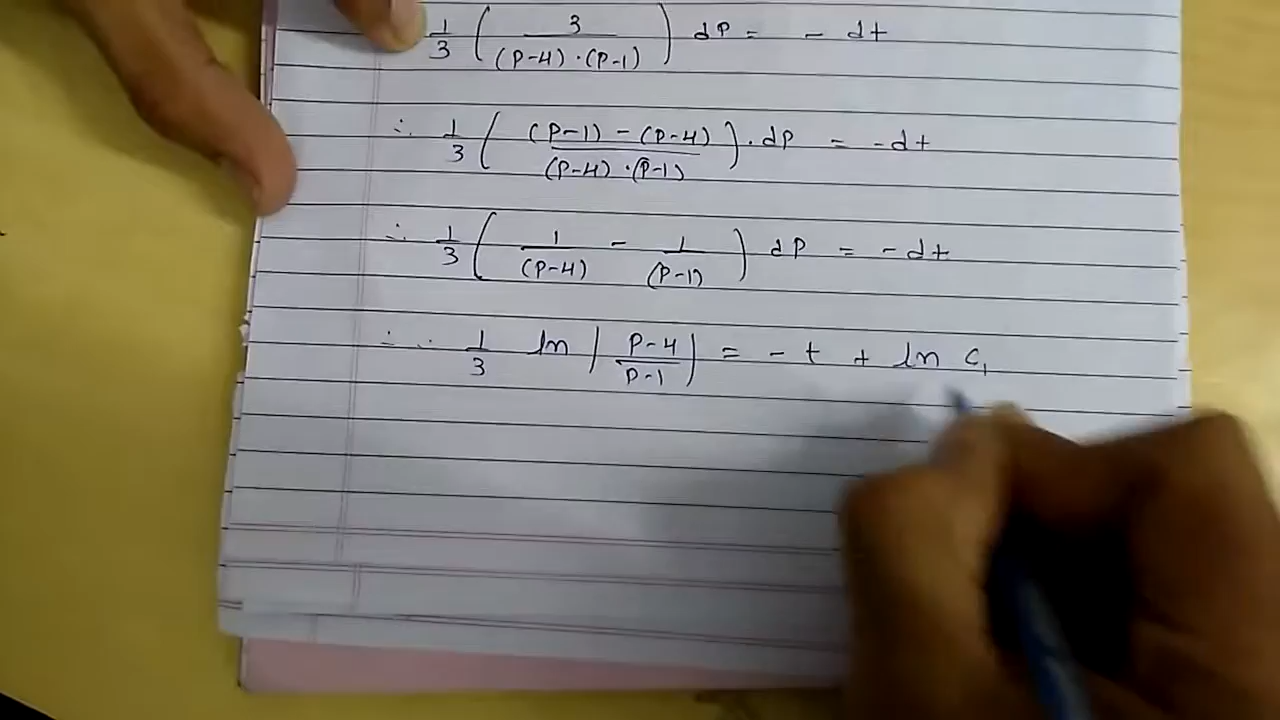 1/3 ( 3 / (P-4)·(P-1) ) dP = - dt
∴ 1/3 ( (P-1) - (P-4) / (P-4)·(P-1) ) · dP = -dt
∴ 1/3 ( 1/(P-4) - 1/(P-1) ) dP = -dt
∴ 1/3 ln | P-4 / P-1 | = - t + ln C₁